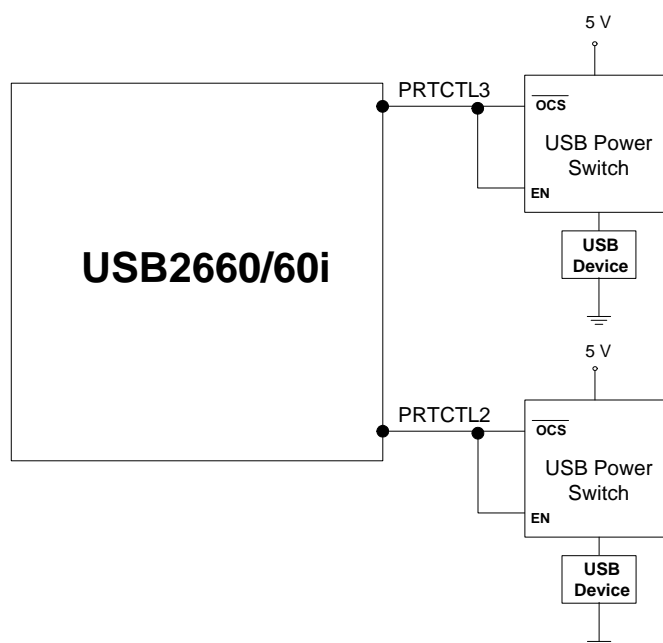 5 V
PRTCTL3
OCS
USB Power
Switch
EN
USB
Device
USB2660/60i
5 V
PRTCTL2
OCS
USB Power
Switch
EN
USB
Device